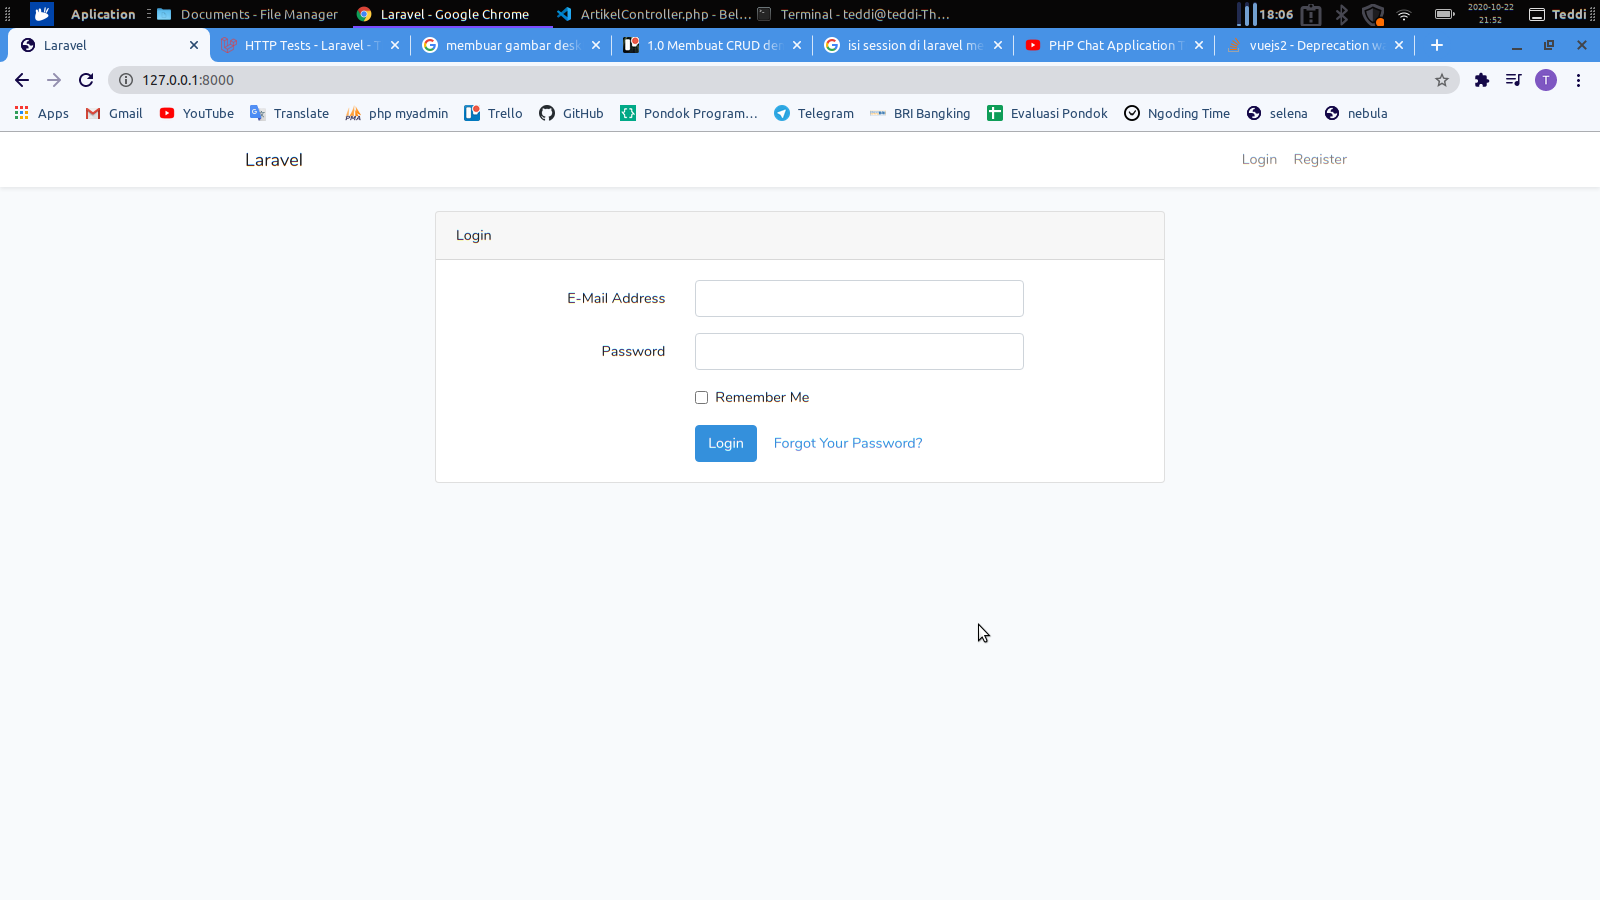 Aplication
Documents - File Manager
Laravel - Google Chrome
ArtikelController.php - Bel...
Terminal - teddi@teddi-Th...
18:06
2020-10-22
21:52
Teddi
Laravel
HTTP Tests - Laravel - T
membuar gambar desk
1.0 Membuat CRUD der
isi session di laravel me
PHP Chat Application T
vuejs2 - Deprecation w
127.0.0.1:8000
T
Apps
Gmail
YouTube
Translate
php myadmin
Trello
GitHub
Pondok Program...
Telegram
BRI Bangking
Evaluasi Pondok
Ngoding Time
selena
nebula
Laravel
Login
Register
Login
E-Mail Address
Password
Remember Me
Login
Forgot Your Password?